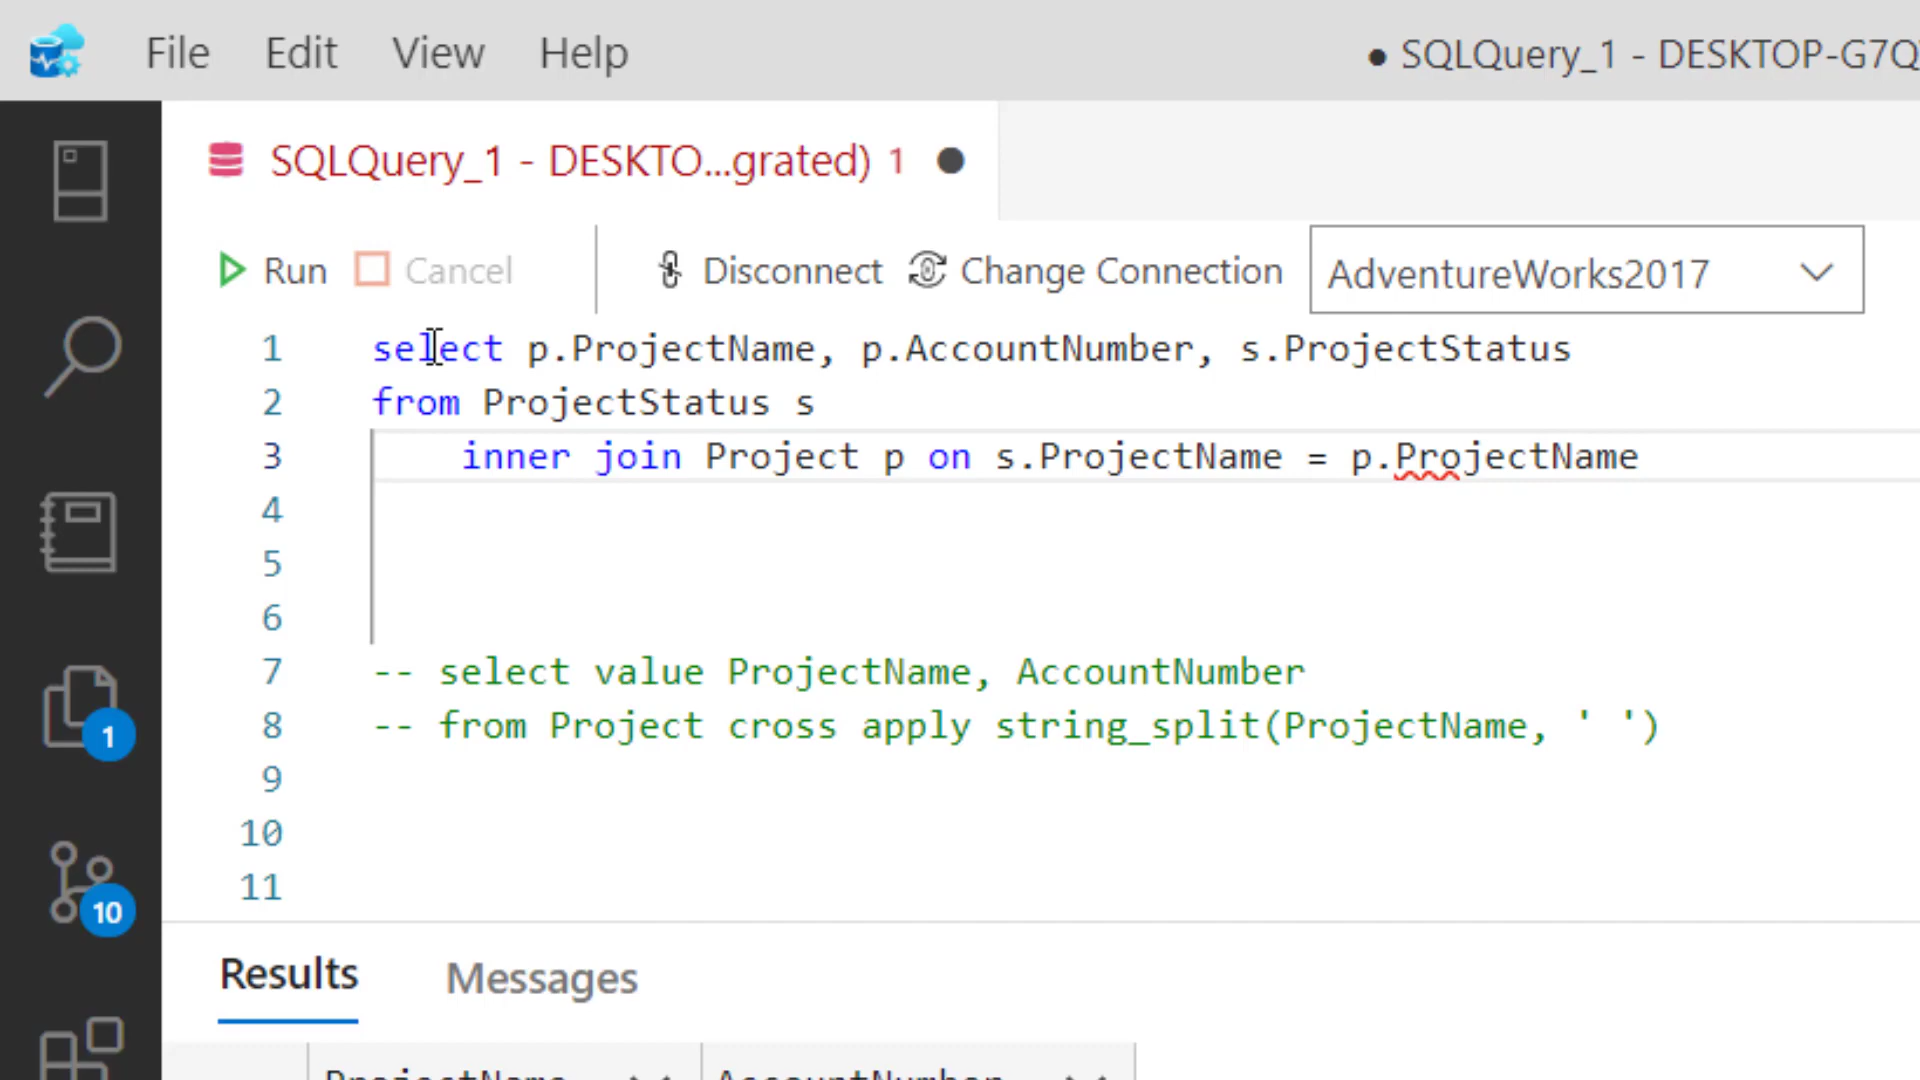 File Edit View Help ● SQLQuery_1 - DESKTOP-G7Q
SQLQuery_1 - DESKTO...grated) 1 ●
Run Cancel Disconnect Change Connection AdventureWorks2017
1 select p.ProjectName, p.AccountNumber, s.ProjectStatus
2 from ProjectStatus s
3 inner join Project p on s.ProjectName = p.ProjectName
4
5
6
7 -- select value ProjectName, AccountNumber
8 -- from Project cross apply string_split(ProjectName, ' ')
9
10
11
1
10
Results Messages
ProjectName AccountNumber